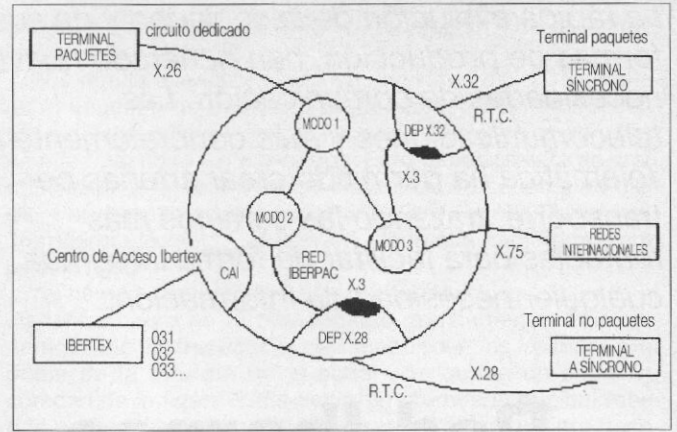 circuito dedicado
TERMINAL
PAQUETES
X.26
MODO 1
MODO 2
MODO 3
DEP X.32
X.3
X.32
R.T.C.
Terminal paquetes
TERMINAL
SÍNCRONO
X.75
REDES
INTERNACIONALES
Centro de Acceso Ibertex
CAI
RED
IBERPAC
X.3
DEP X.28
IBERTEX
031
032
033...
R.T.C.
X.28
Terminal no paquetes
TERMINAL
A SÍNCRONO